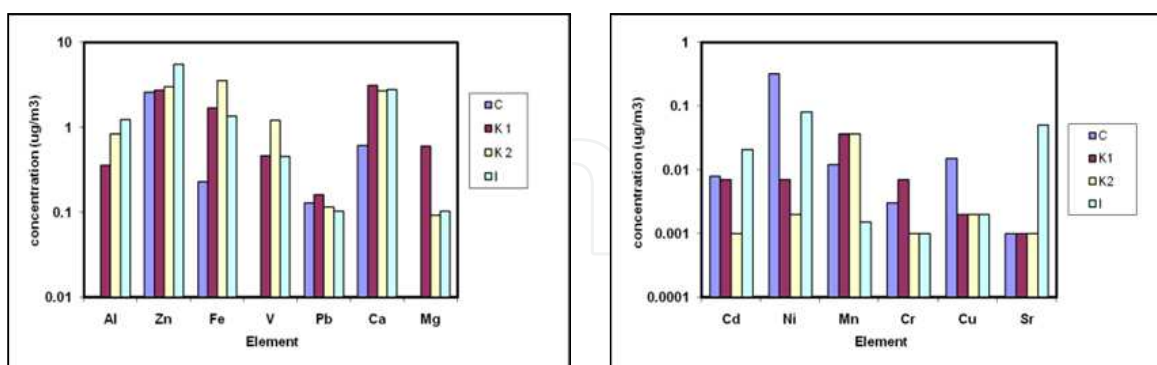 10
1
0.1
0.01
concentration (ug/m3)
Al Zn Fe V Pb Ca Mg
Element
C
K 1
K 2
I
1
0.1
0.01
0.001
0.0001
concentration (ug/m3)
Cd Ni Mn Cr Cu Sr
Element
C
K1
K2
I